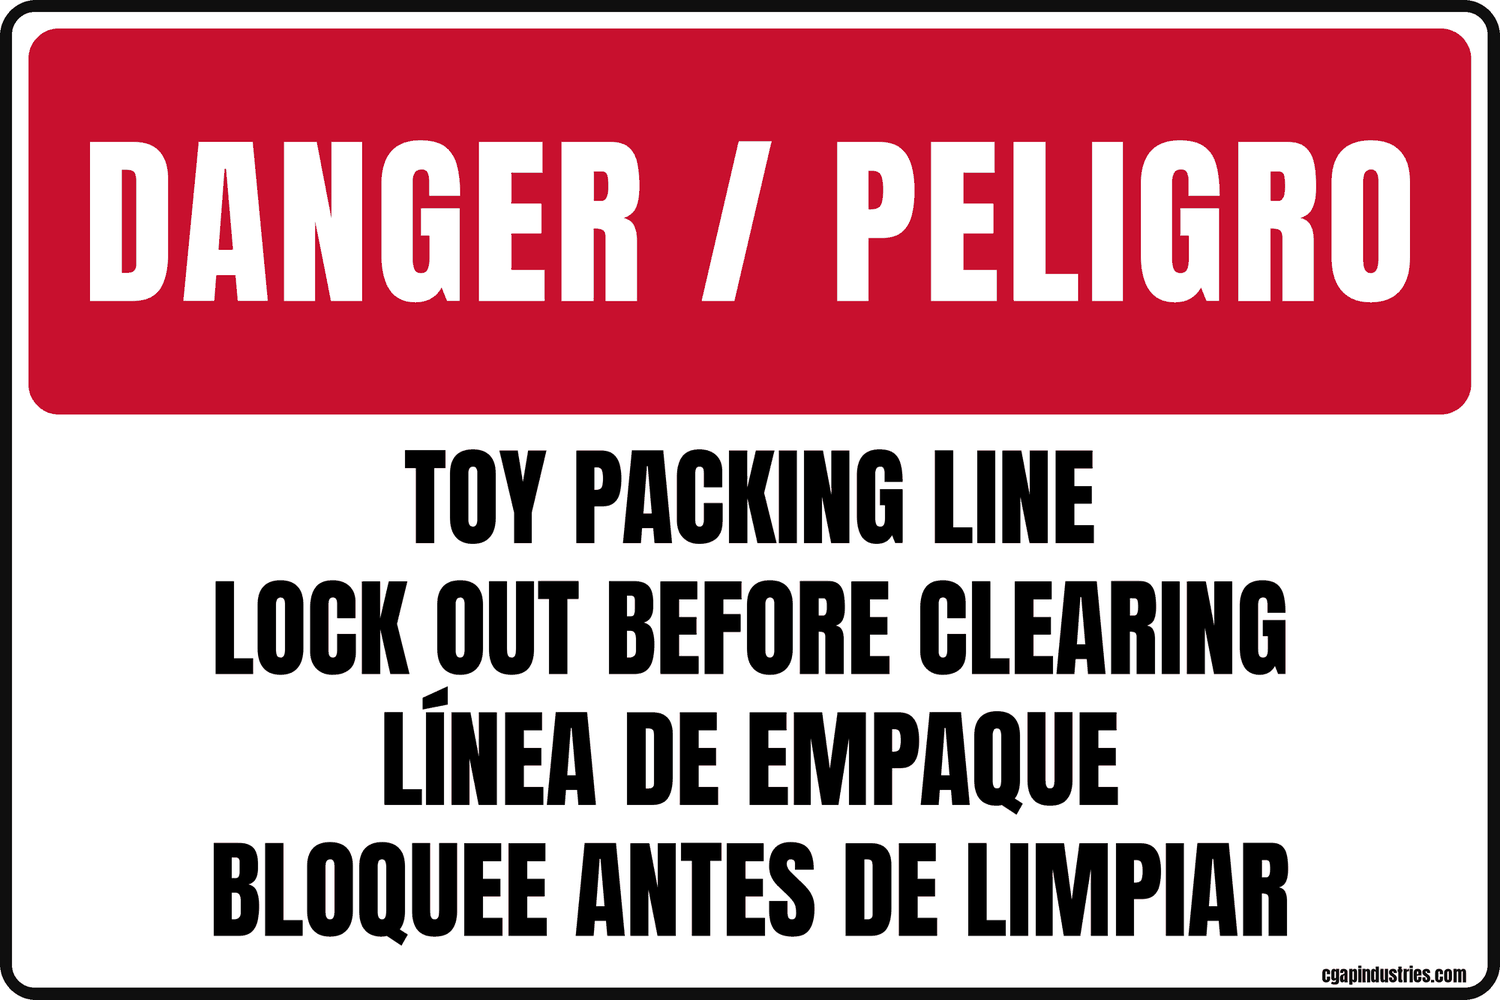 DANGER / PELIGRO
TOY PACKING LINE
LOCK OUT BEFORE CLEARING
LÍNEA DE EMPAQUE
BLOQUEE ANTES DE LIMPIAR
cgapindustries.com